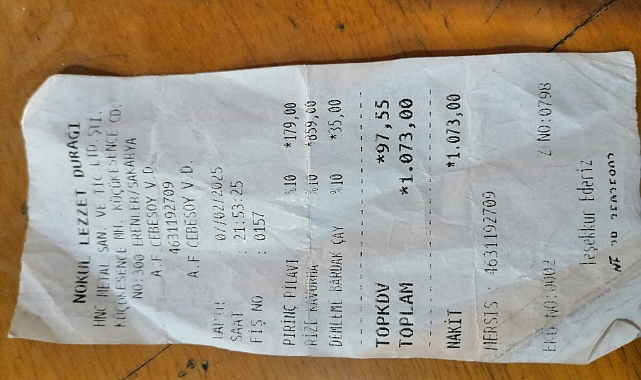 NOKUL LEZZET DURAĞI
HNC METAL SAN. VE TİC.LTD.ŞTİ.
KÜÇÜKESENCE MH. KÜÇÜKESENCE CD.
NO:300 ERENLER/SAKARYA
A.F CEBESOY V.D.
4631192709
A.F CEBESOY V.D.
TARİH : 07/02/2025
SAAT : 21:53:25
FİŞ NO : 0157
PİRİNÇ PİLAVI %10 *179,00
RİZE KAVURMA %10 *859,00
DEMLEME BARDAK ÇAY %10 *35,00
TOPKDV *97,55
TOPLAM *1.073,00
NAKİT *1.073,00
MERSİS : 4631192709
EKÜ NO:0002 Z NO:0798
Teşekkür Ederiz